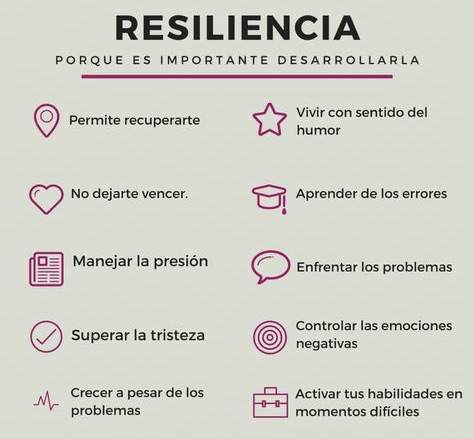 RESILIENCIA
PORQUE ES IMPORTANTE DESARROLLARLA
Permite recuperarte
No dejarte vencer.
Manejar la presión
Superar la tristeza
Crecer a pesar de los
problemas
Vivir con sentido del
humor
Aprender de los errores
Enfrentar los problemas
Controlar las emociones
negativas
Activar tus habilidades en
momentos difíciles